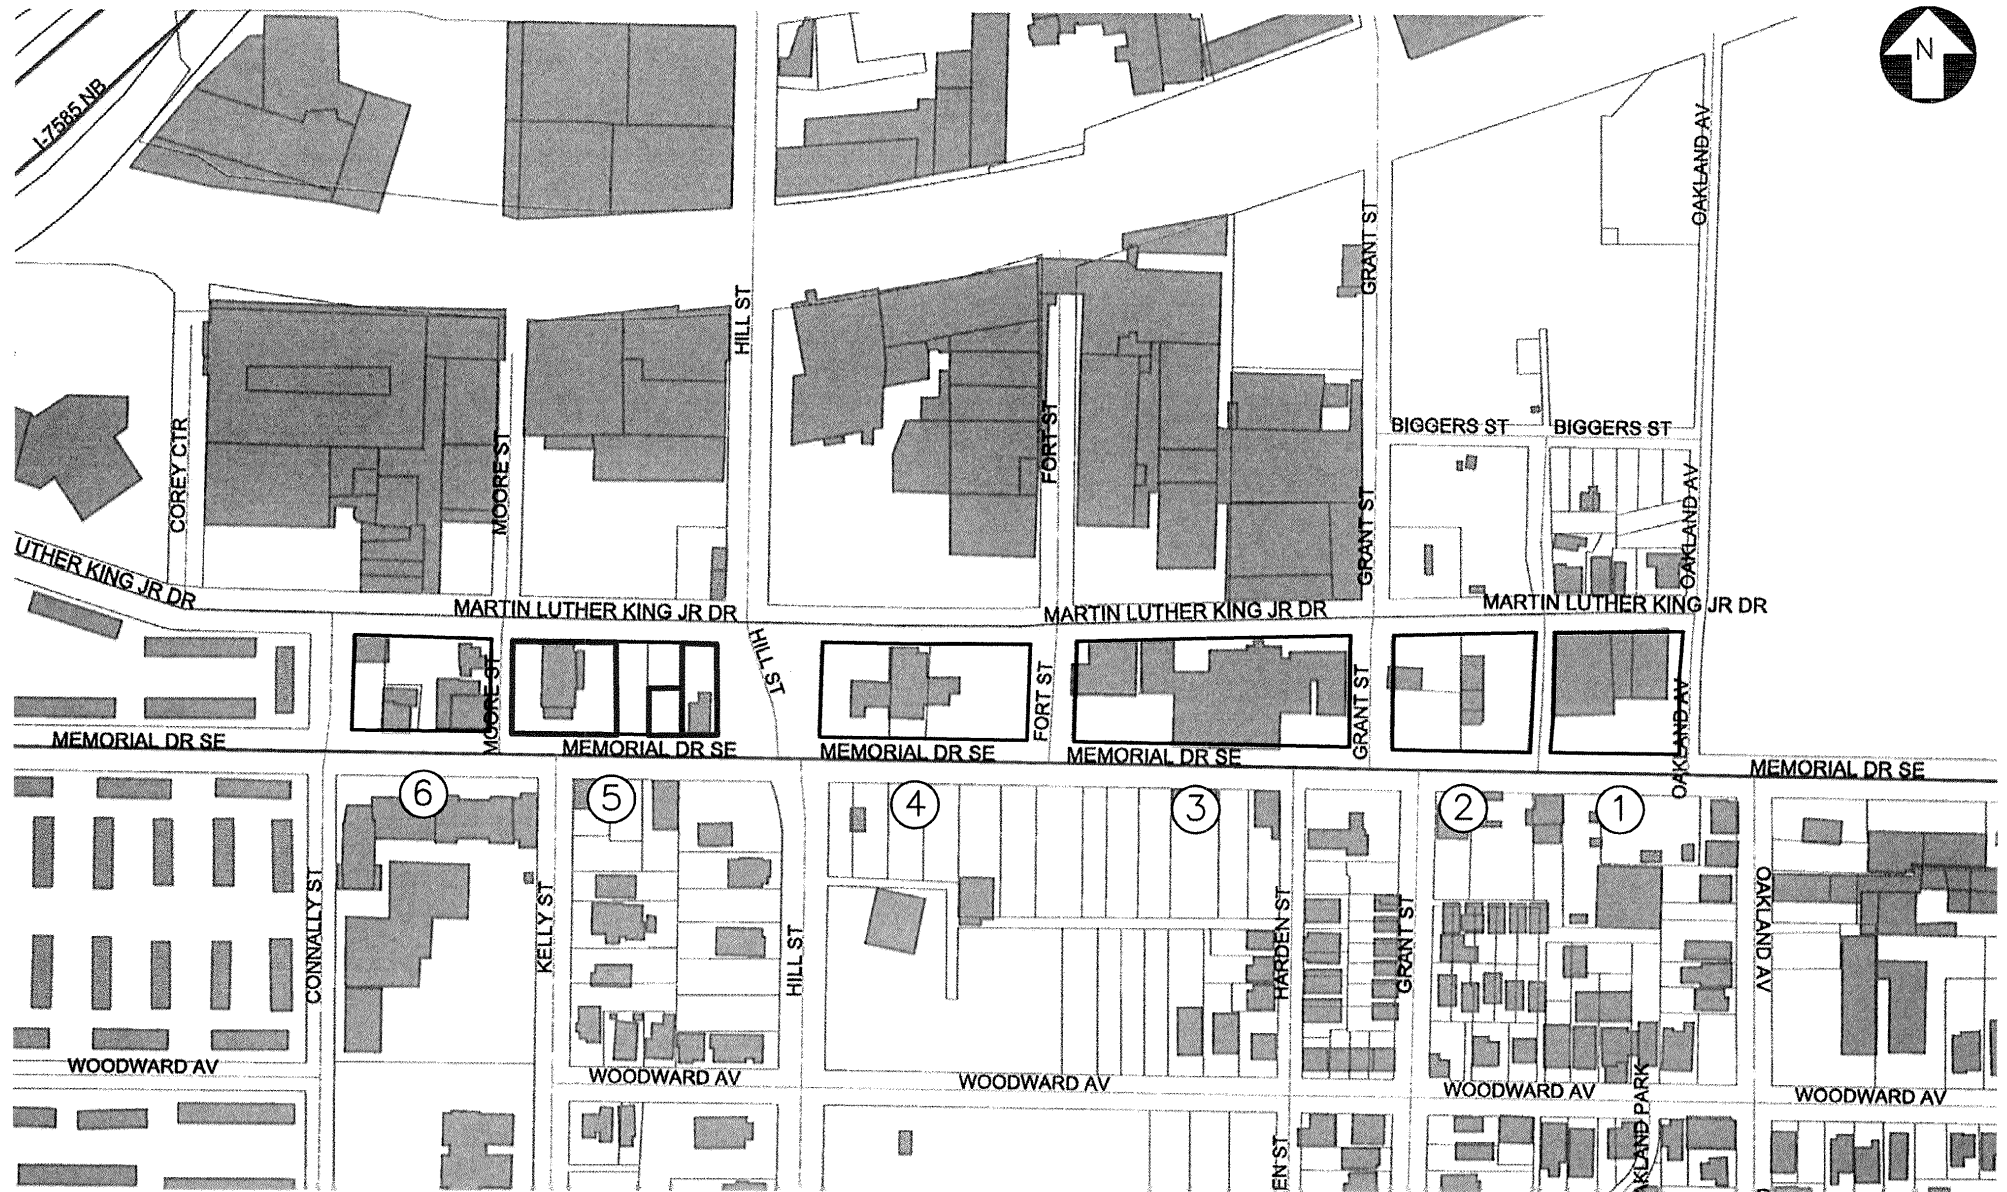 N
I-7585 NB
OAKLAND AV
GRANT ST
HILL ST
COREY CTR
MOORE ST
FORT ST
BIGGERS ST
BIGGERS ST
GRANT ST
OAKLAND AV
UTHER KING JR DR
MARTIN LUTHER KING JR DR
MARTIN LUTHER KING JR DR
MARTIN LUTHER KING JR DR
MOORE ST
HILL ST
FORT ST
GRANT ST
OAKLAND AV
MEMORIAL DR SE
MEMORIAL DR SE
MEMORIAL DR SE
MEMORIAL DR SE
MEMORIAL DR SE
6
5
4
3
2
1
CONNALLY ST
KELLY ST
HILL ST
HARDEN ST
GRANT ST
OAKLAND AV
WOODWARD AV
WOODWARD AV
WOODWARD AV
WOODWARD AV
WOODWARD AV
EN ST
AKLAND PARK